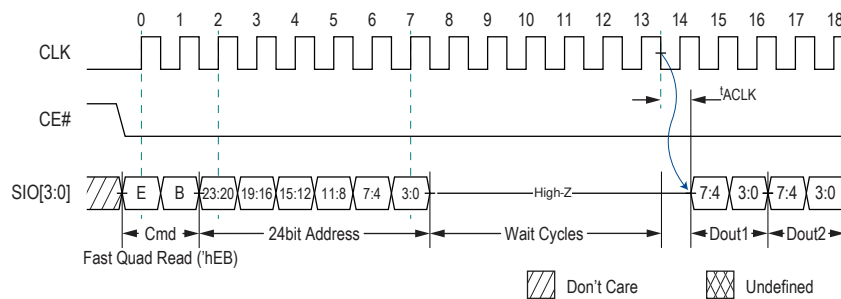 0 1 2 3 4 5 6 7 8 9 10 11 12 13 14 15 16 17 18
CLK
tACLK
CE#
SIO[3:0] E B 23:20 19:16 15:12 11:8 7:4 3:0 High-Z 7:4 3:0 7:4 3:0
Cmd 24bit Address Wait Cycles Dout1 Dout2
Fast Quad Read ('hEB)
Don't Care Undefined